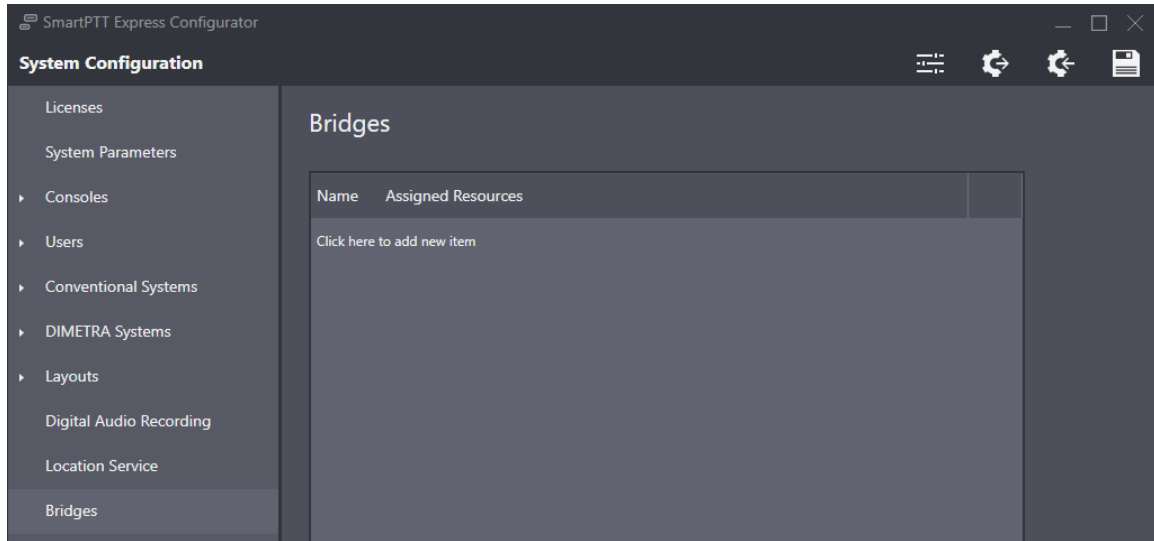 SmartPTT Express Configurator
System Configuration
Licenses
System Parameters
Consoles
Users
Conventional Systems
DIMETRA Systems
Layouts
Digital Audio Recording
Location Service
Bridges
Bridges
Name Assigned Resources
Click here to add new item